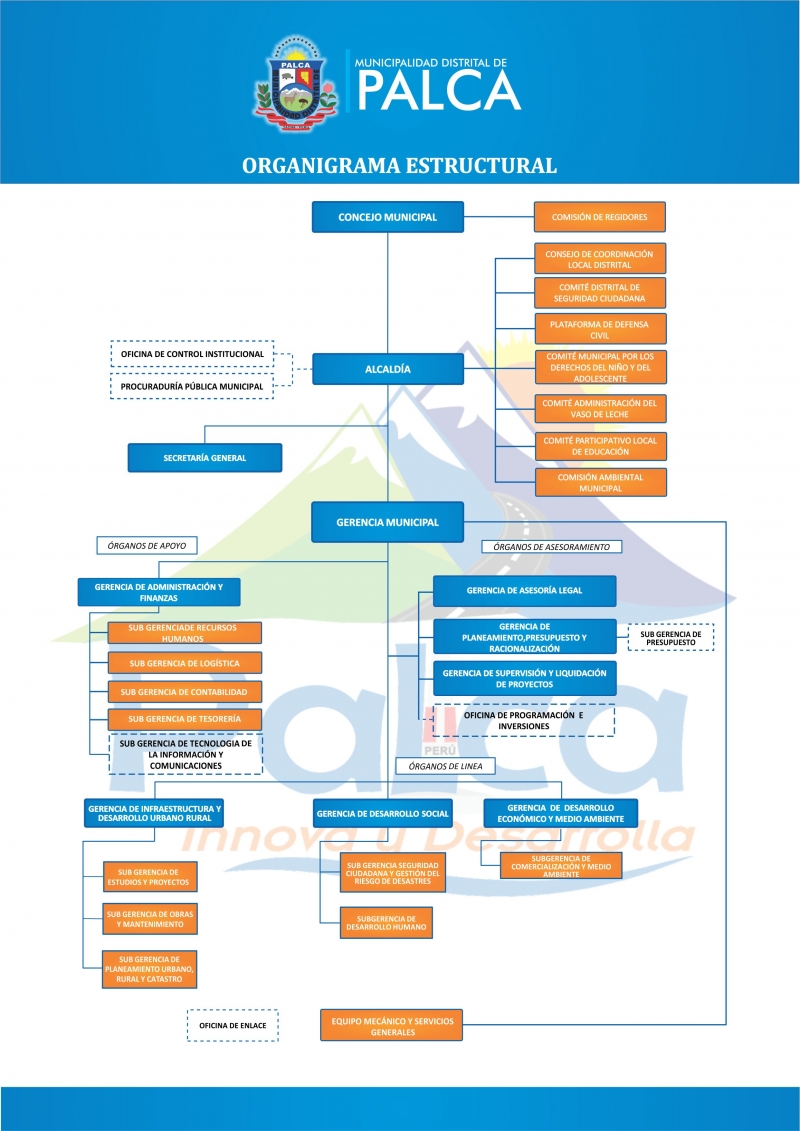 PALCA
MUNICIPALIDAD DISTRITAL DE
PALCA
ORGANIGRAMA ESTRUCTURAL
CONCEJO MUNICIPAL
COMISIÓN DE REGIDORES
CONSEJO DE COORDINACIÓN
LOCAL DISTRITAL
COMITÉ DISTRITAL DE
SEGURIDAD CIUDADANA
PLATAFORMA DE DEFENSA
CIVIL
OFICINA DE CONTROL INSTITUCIONAL
PROCURADURÍA PÚBLICA MUNICIPAL
ALCALDÍA
COMITÉ MUNICIPAL POR LOS
DERECHOS DEL NIÑO Y DEL
ADOLESCENTE
COMITÉ ADMINISTRACIÓN DEL
VASO DE LECHE
COMITÉ PARTICIPATIVO LOCAL
DE EDUCACIÓN
COMISIÓN AMBIENTAL
MUNICIPAL
SECRETARÍA GENERAL
GERENCIA MUNICIPAL
ÓRGANOS DE APOYO
ÓRGANOS DE ASESORAMIENTO
GERENCIA DE ADMINISTRACIÓN Y
FINANZAS
SUB GERENCIADE RECURSOS
HUMANOS
SUB GERENCIA DE LOGÍSTICA
SUB GERENCIA DE CONTABILIDAD
SUB GERENCIA DE TESORERÍA
SUB GERENCIA DE TECNOLOGIA DE
LA INFORMACIÓN Y
COMUNICACIONES
GERENCIA DE ASESORÍA LEGAL
GERENCIA DE
PLANEAMIENTO,PRESUPUESTO Y
RACIONALIZACIÓN
SUB GERENCIA DE
PRESUPUESTO
GERENCIA DE SUPERVISIÓN Y LIQUIDACIÓN
DE PROYECTOS
OFICINA DE PROGRAMACIÓN E
INVERSIONES
Palca
PERÚ
Innova y Desarrolla
ÓRGANOS DE LINEA
GERENCIA DE INFRAESTRUCTURA Y
DESARROLLO URBANO RURAL
GERENCIA DE DESARROLLO SOCIAL
GERENCIA DE DESARROLLO
ECONÓMICO Y MEDIO AMBIENTE
SUB GERENCIA DE
ESTUDIOS Y PROYECTOS
SUB GERENCIA DE OBRAS
Y MANTENIMIENTO
SUB GERENCIA DE
PLANEAMIENTO URBANO,
RURAL Y CATASTRO
SUB GERENCIA SEGURIDAD
CIUDADANA Y GESTIÓN DEL
RIESGO DE DESASTRES
SUBGERENCIA DE
DESARROLLO HUMANO
SUBGERENCIA DE
COMERCIALIZACIÓN Y MEDIO
AMBIENTE
OFICINA DE ENLACE
EQUIPO MECÁNICO Y SERVICIOS
GENERALES